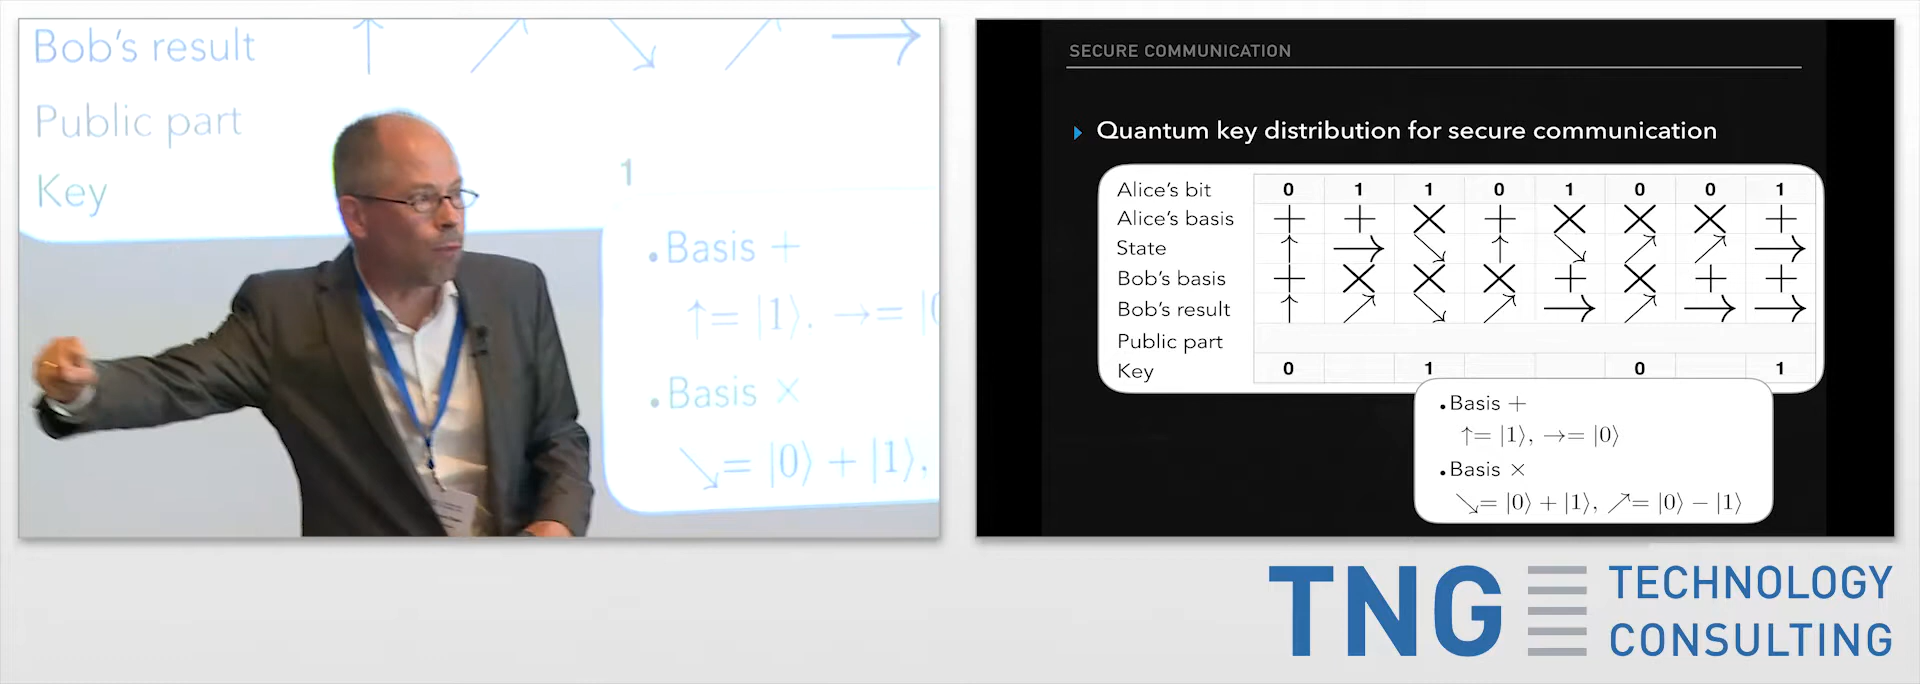 Bob's result ↑ ↗ ↘ ↗ →
Public part
Key 1
• Basis +
↑= |1⟩. →= |0
• Basis ×
↘= |0⟩ + |1⟩,
SECURE COMMUNICATION
Quantum key distribution for secure communication
Alice's bit 0 1 1 0 1 0 0 1
Alice's basis + + × + × × × +
State ↑ → ↘ ↑ ↘ ↗ ↗ →
Bob's basis + × × × + × + +
Bob's result ↑ ↗ ↘ ↗ → ↗ → →
Public part
Key 0 1 0 1
• Basis +
↑= |1⟩, →= |0⟩
• Basis ×
↘= |0⟩ + |1⟩, ↗= |0⟩ − |1⟩
TNG TECHNOLOGY
CONSULTING